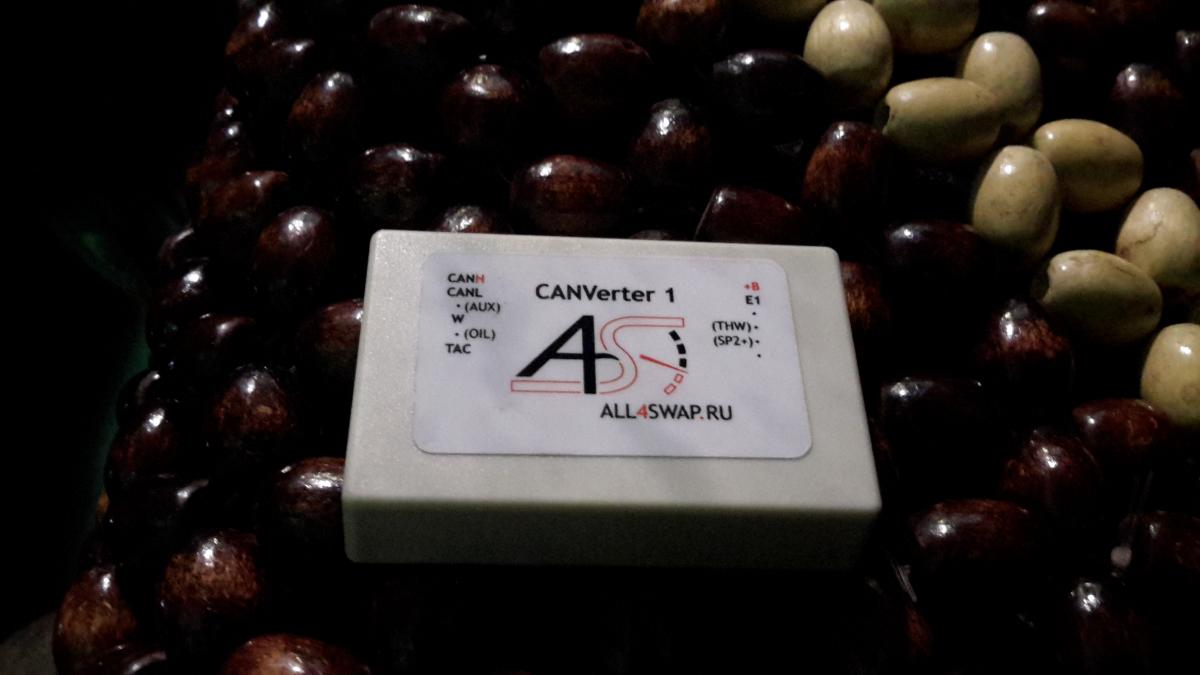 CANH
CANL
• (AUX)
W
• (OIL)
TAC
CANVerter 1
AS
ALL4SWAP.RU
+B
E1
•
(THW)•
(SP2+)•
•